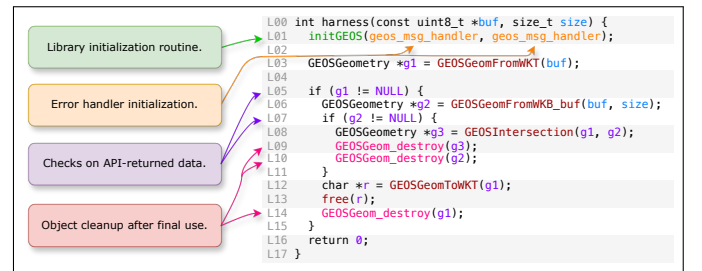 Library initialization routine.
Error handler initialization.
Checks on API-returned data.
Object cleanup after final use.
L00 int harness(const uint8_t *buf, size_t size) {
L01   initGEOS(geos_msg_handler, geos_msg_handler);
L02
L03   GEOSGeometry *g1 = GEOSGeomFromWKT(buf);
L04
L05   if (g1 != NULL) {
L06     GEOSGeometry *g2 = GEOSGeomFromWKB_buf(buf, size);
L07     if (g2 != NULL) {
L08       GEOSGeometry *g3 = GEOSIntersection(g1, g2);
L09       GEOSGeom_destroy(g3);
L10       GEOSGeom_destroy(g2);
L11     }
L12     char *r = GEOSGeomToWKT(g1);
L13     free(r);
L14     GEOSGeom_destroy(g1);
L15   }
L16   return 0;
L17 }